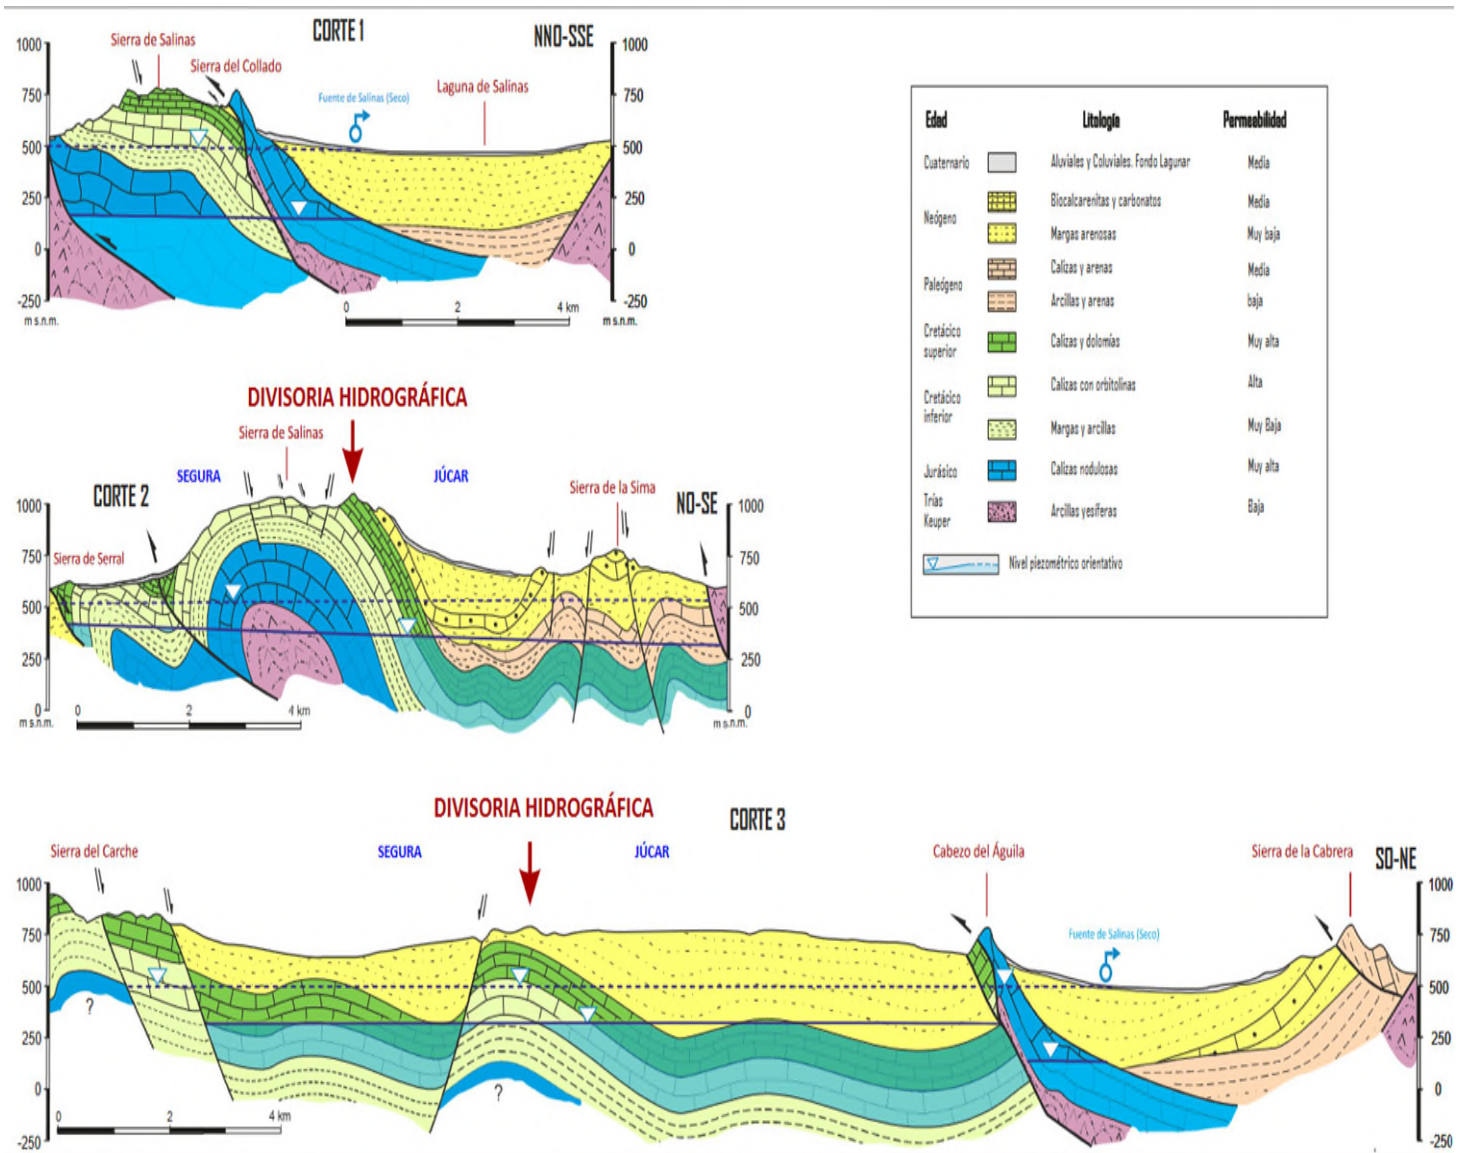 CORTE 1
NNO-SSE
Sierra de Salinas
Sierra del Collado
Fuente de Salinas (Seco)
Laguna de Salinas
1000
750
500
250
0
-250
m s.n.m.
1000
750
500
250
0
-250
m s.n.m.
0 2 4 km
Edad Litología Permeabilidad
Cuaternario Aluviales y Coluviales. Fondo Lagunar Media
Neógeno
Biocalcarenitas y carbonatos Media
Margas arenosas Muy baja
Paleógeno
Calizas y arenas Media
Arcillas y arenas baja
Cretácico
superior
Calizas y dolomías Muy alta
Cretácico
inferior
Calizas con orbitolinas Alta
Margas y arcillas Muy Baja
Jurásico Calizas nodulosas Muy alta
Trías
Keuper
Arcillas yesíferas Baja
Nivel piezométrico orientativo
DIVISORIA HIDROGRÁFICA
Sierra de Salinas
SEGURA
JÚCAR
CORTE 2
Sierra de la Sima
NO-SE
Sierra de Serral
1000
750
500
250
0
m s.n.m.
1000
750
500
250
0
m s.n.m.
0 2 4 km
DIVISORIA HIDROGRÁFICA
CORTE 3
Sierra del Carche
SEGURA
JÚCAR
Cabezo del Águila
Sierra de la Cabrera
SO-NE
Fuente de Salinas (Seco)
1000
750
500
250
0
-250
?
?
1000
750
500
250
0
-250
0 2 4 km